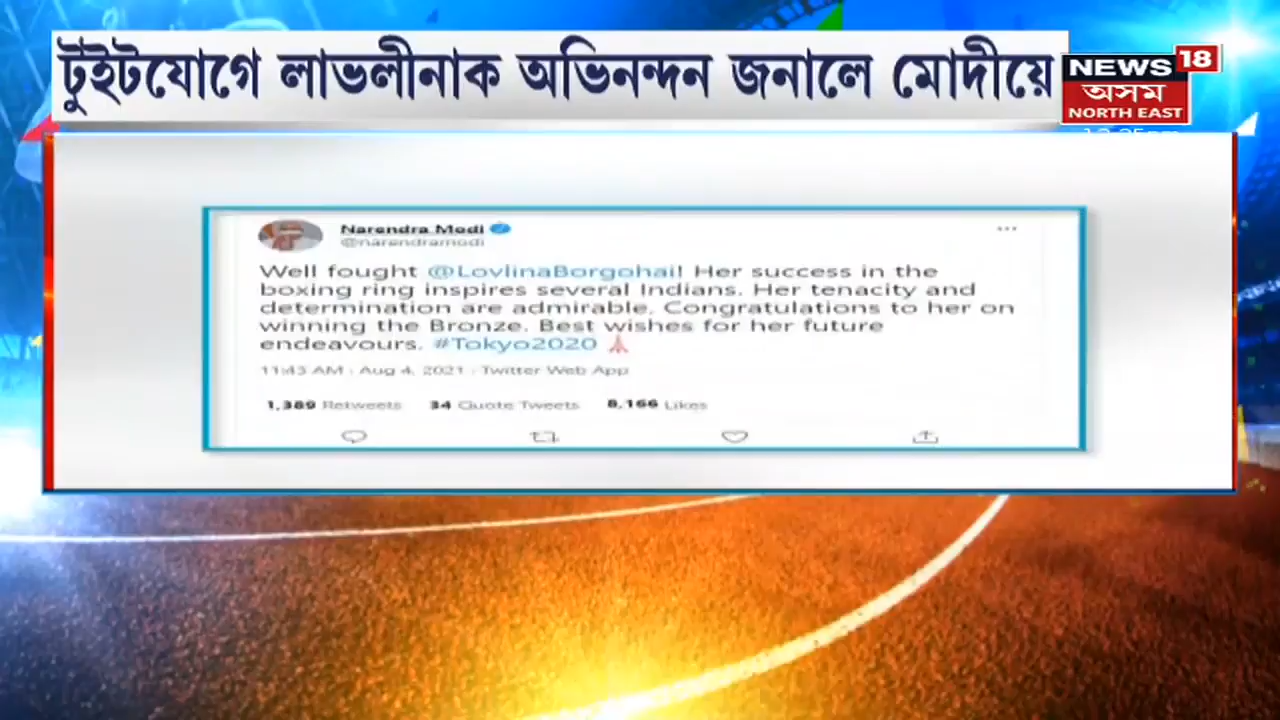 টুইটযোগে লাভলীনাক অভিনন্দন জনালে মোদীয়ে
NEWS 18
অসম
NORTH EAST
Narendra Modi
@narendramodi
Well fought @LovlinaBorgohai! Her success in the
boxing ring inspires several Indians. Her tenacity and
determination are admirable. Congratulations to her on
winning the Bronze. Best wishes for her future
endeavours. #Tokyo2020
11:43 AM · Aug 4, 2021 · Twitter Web App
1,389 Retweets 34 Quote Tweets 8,166 Likes